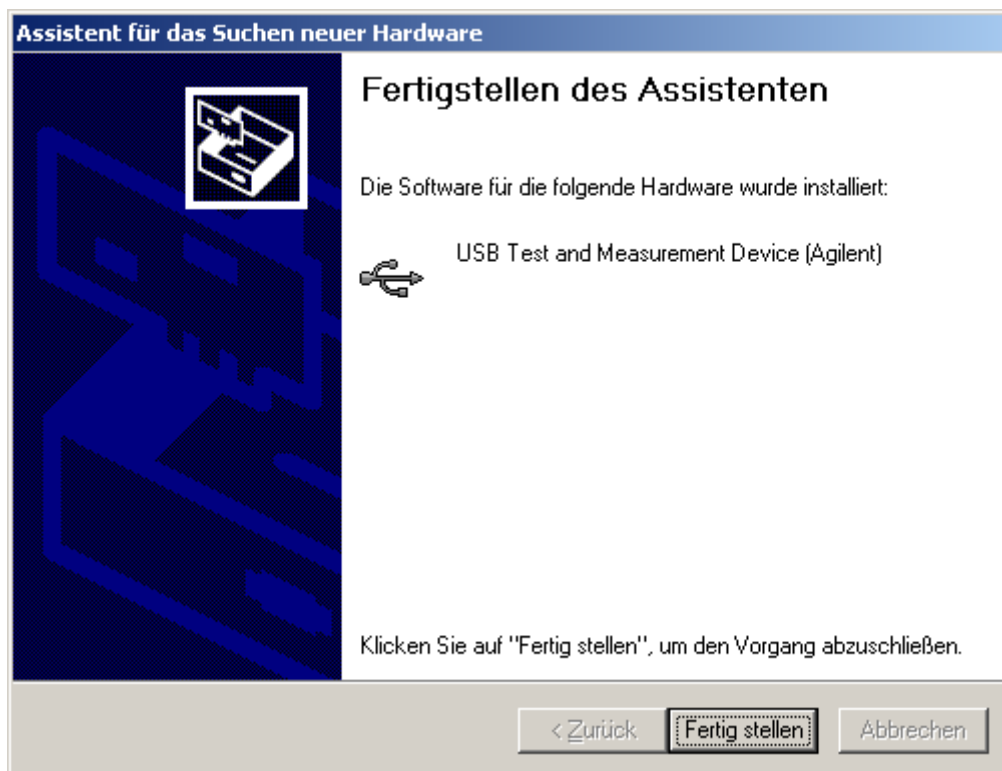 Assistent für das Suchen neuer Hardware
Fertigstellen des Assistenten
Die Software für die folgende Hardware wurde installiert:
USB Test and Measurement Device (Agilent)
Klicken Sie auf "Fertig stellen", um den Vorgang abzuschließen.
< Zurück Fertig stellen Abbrechen